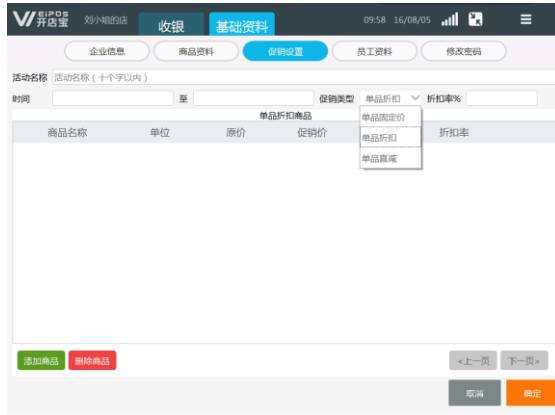 WEIPOS 开店宝 刘小姐的店 收银 基础资料 09:58 16/08/05
企业信息 商品资料 促销设置 员工资料 修改密码
活动名称 活动名称(十个字以内)
时间 至 促销类型 单品折扣 折扣率%
单品折扣商品
商品名称 单位 原价 促销价 折扣率
单品固定价
单品折扣
单品直减
添加商品 删除商品 <上一页 下一页>
取消 确定